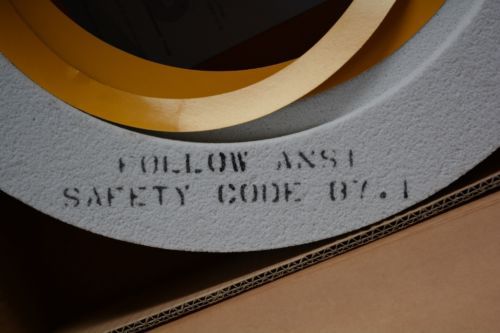 FOLLOW ANSI
SAFETY CODE B7.1